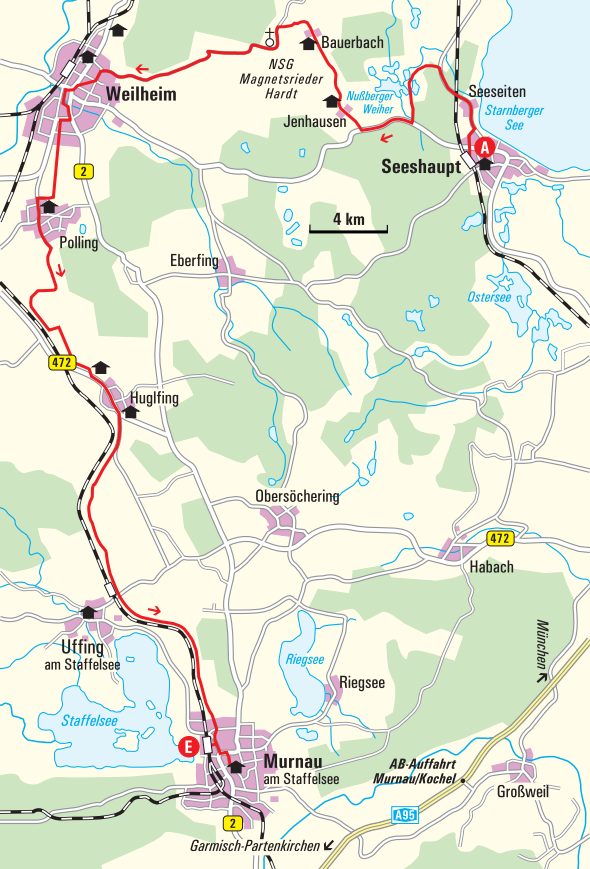 Bauerbach
NSG
Magnetsrieder
Hardt
Weilheim
Nußberger
Weiher
Seeseiten
Starnberger
See
Jenhausen
A
Seeshaupt
2
4 km
Polling
Eberfing
Ostersee
472
Huglfing
Obersöchering
472
Habach
Uffing
am Staffelsee
Riegsee
München
Riegsee
Staffelsee
E
Murnau
am Staffelsee
AB-Auffahrt
Murnau/Kochel
Großweil
A95
2
Garmisch-Partenkirchen